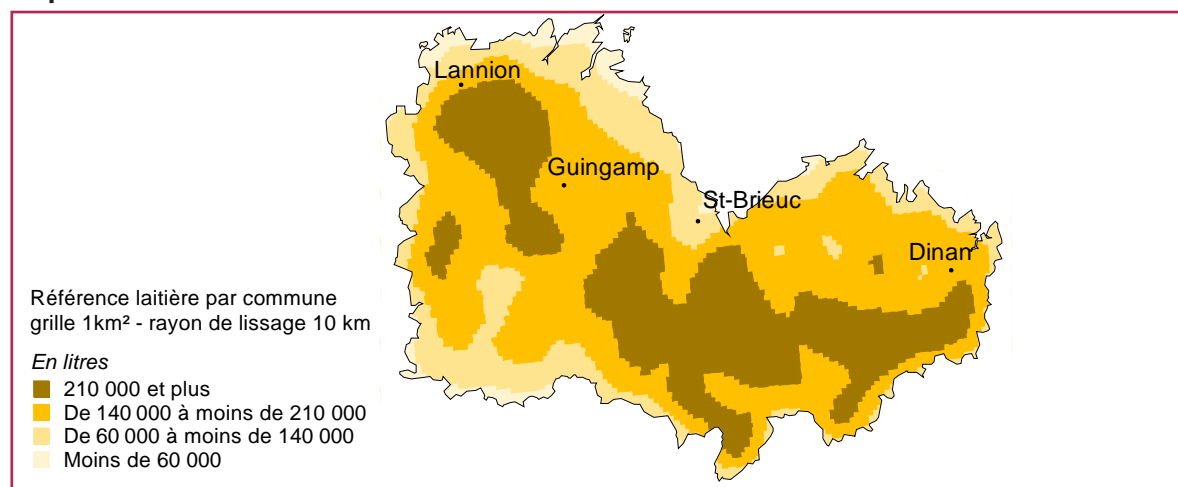 Lannion
Guingamp
St-Brieuc
Dinan
Référence laitière par commune
grille 1km² - rayon de lissage 10 km
En litres
210 000 et plus
De 140 000 à moins de 210 000
De 60 000 à moins de 140 000
Moins de 60 000